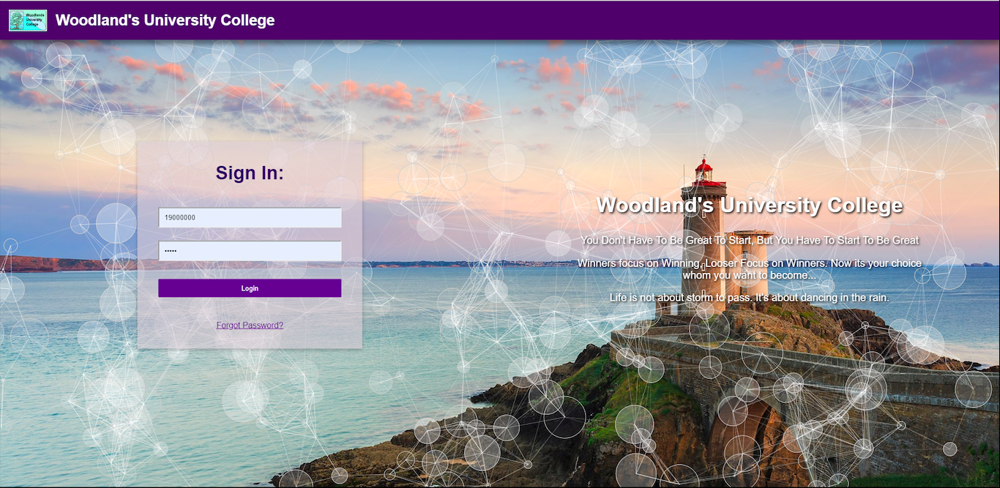 Woodlands
University
College
Woodland's University College
Sign In:
19000000
•••••
Login
Forgot Password?
Woodland's University College
You Don't Have To Be Great To Start, But You Have To Start To Be Great
Winners focus on Winning, Looser Focus on Winners. Now its your choice
whom you want to become...
Life is not about storm to pass. It's about dancing in the rain.